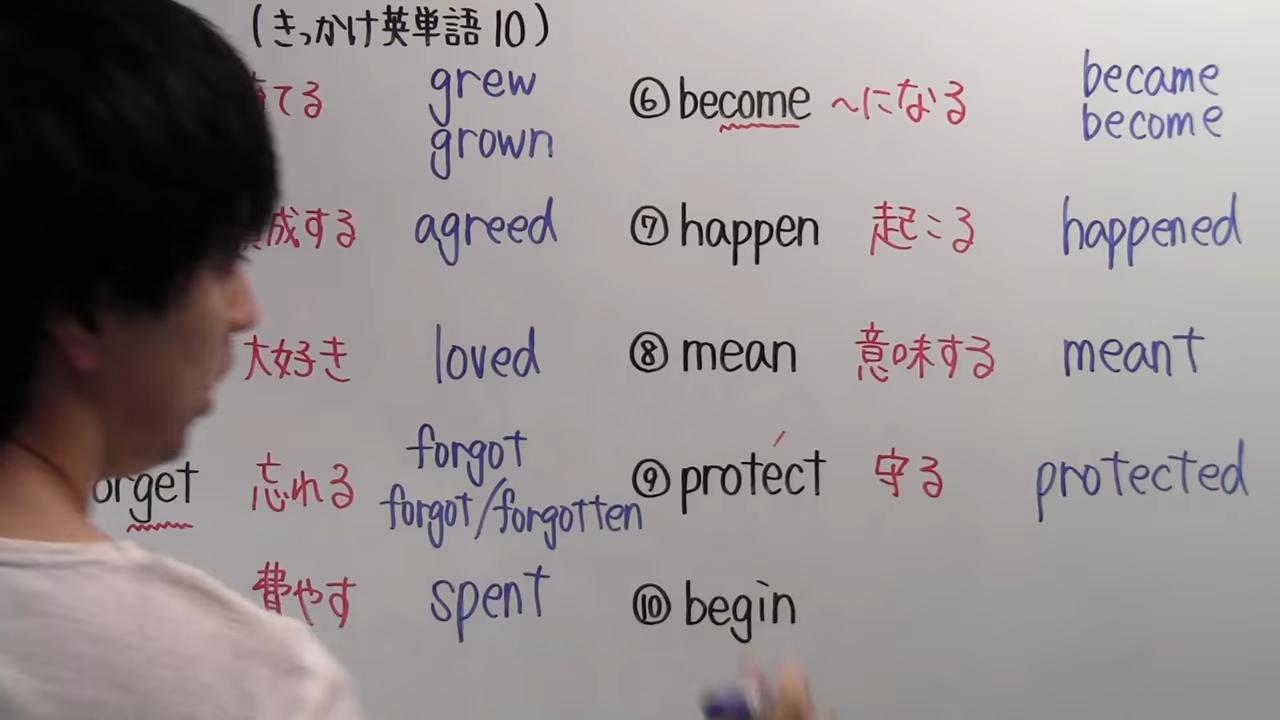 (きっかけ英単語10)
てる grew
grown
成する agreed
大好き loved
orget 忘れる forgot
forgot/forgotten
費やす spent
⑥ become ～になる became
become
⑦ happen 起こる happened
⑧ mean 意味する meant
⑨ protect 守る protected
⑩ begin